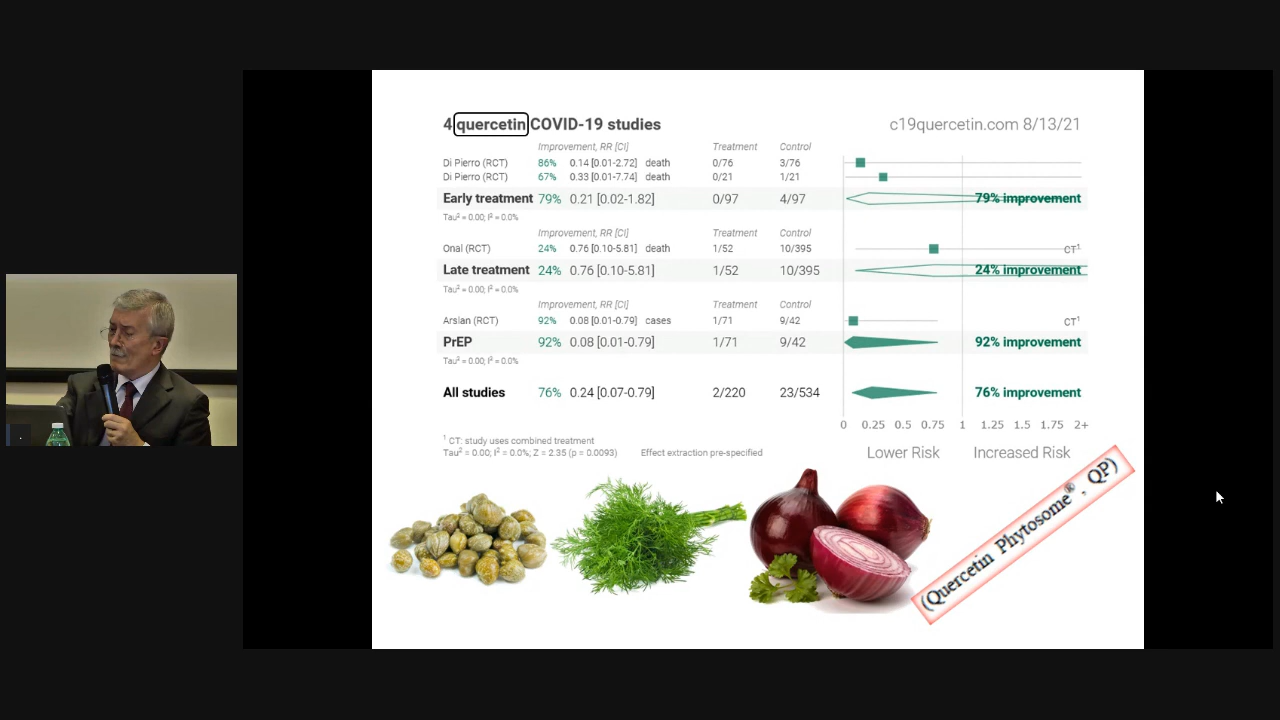 4 quercetin COVID-19 studies c19quercetin.com 8/13/21
Improvement, RR [CI] Treatment Control
Di Pierro (RCT) 86% 0.14 [0.01-2.72] death 0/76 3/76
Di Pierro (RCT) 67% 0.33 [0.01-7.74] death 0/21 1/21
Early treatment 79% 0.21 [0.02-1.82] 0/97 4/97 79% improvement
Tau² = 0.00; I² = 0.0%
Improvement, RR [CI] Treatment Control
Onal (RCT) 24% 0.76 [0.10-5.81] death 1/52 10/395 CT¹
Late treatment 24% 0.76 [0.10-5.81] 1/52 10/395 24% improvement
Tau² = 0.00; I² = 0.0%
Improvement, RR [CI] Treatment Control
Arslan (RCT) 92% 0.08 [0.01-0.79] cases 1/71 9/42 CT¹
PrEP 92% 0.08 [0.01-0.79] 1/71 9/42 92% improvement
Tau² = 0.00; I² = 0.0%
All studies 76% 0.24 [0.07-0.79] 2/220 23/534 76% improvement
0 0.25 0.5 0.75 1 1.25 1.5 1.75 2+
¹ CT: study uses combined treatment
Tau² = 0.00; I² = 0.0%; Z = 2.35 (p = 0.0093) Effect extraction pre-specified
Lower Risk Increased Risk
(Quercetin Phytosome®, QP)